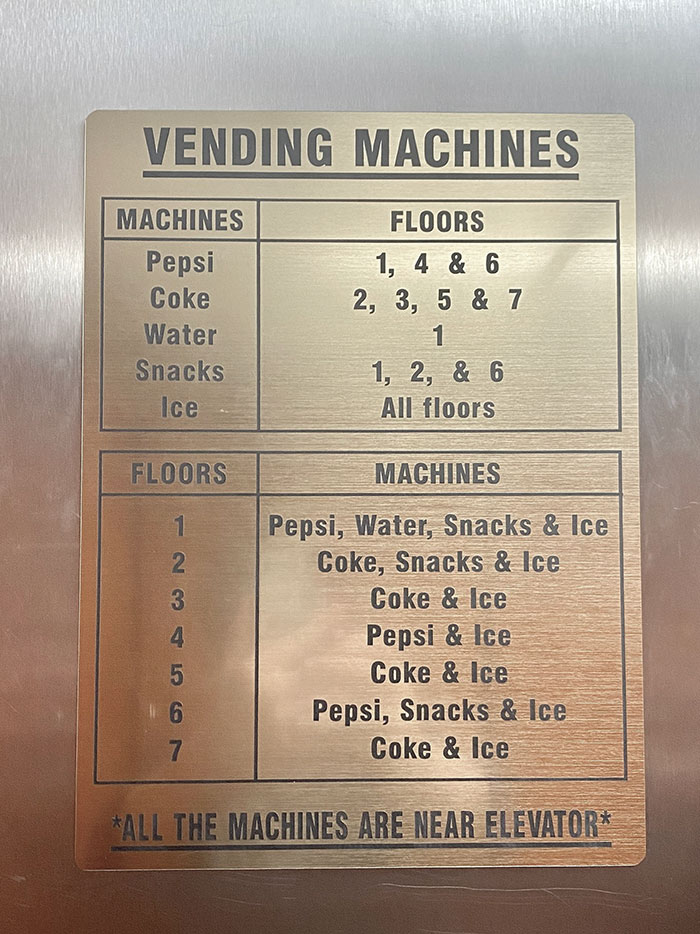 VENDING MACHINES
MACHINES FLOORS
Pepsi 1, 4 & 6
Coke 2, 3, 5 & 7
Water 1
Snacks 1, 2, & 6
Ice All floors
FLOORS MACHINES
1 Pepsi, Water, Snacks & Ice
2 Coke, Snacks & Ice
3 Coke & Ice
4 Pepsi & Ice
5 Coke & Ice
6 Pepsi, Snacks & Ice
7 Coke & Ice
*ALL THE MACHINES ARE NEAR ELEVATOR*